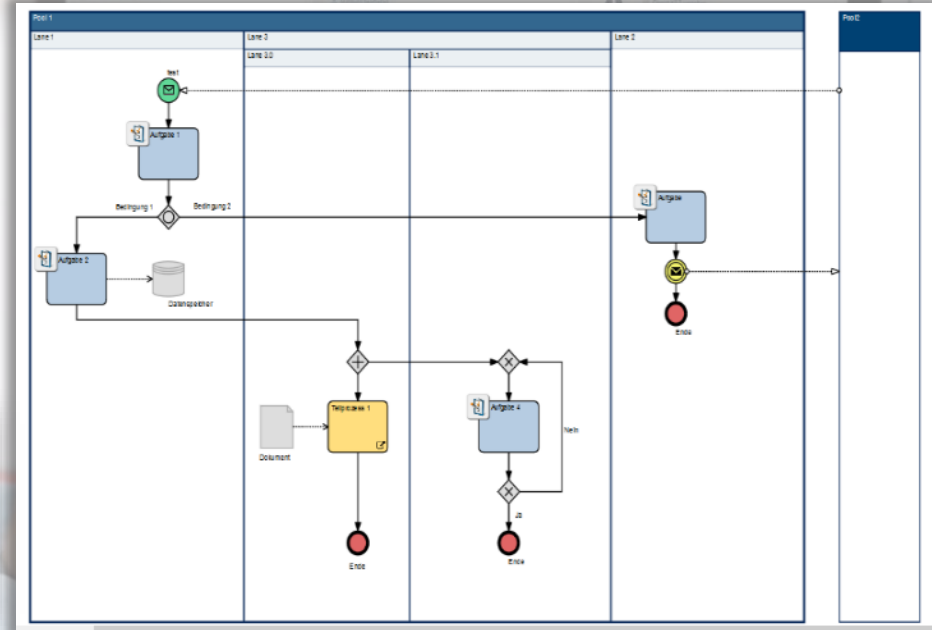 Pool 1
Pool2
Lane 1
Lane 3
Lane 2
Lane 3.0
Lane 3.1
test
Aufgabe 1
Bedingung 1
Bedingung 2
Aufgabe
Aufgabe 2
Datenspeicher
Ende
Teilprozess 1
Aufgabe 4
Nein
Dokument
Ja
Ende
Ende